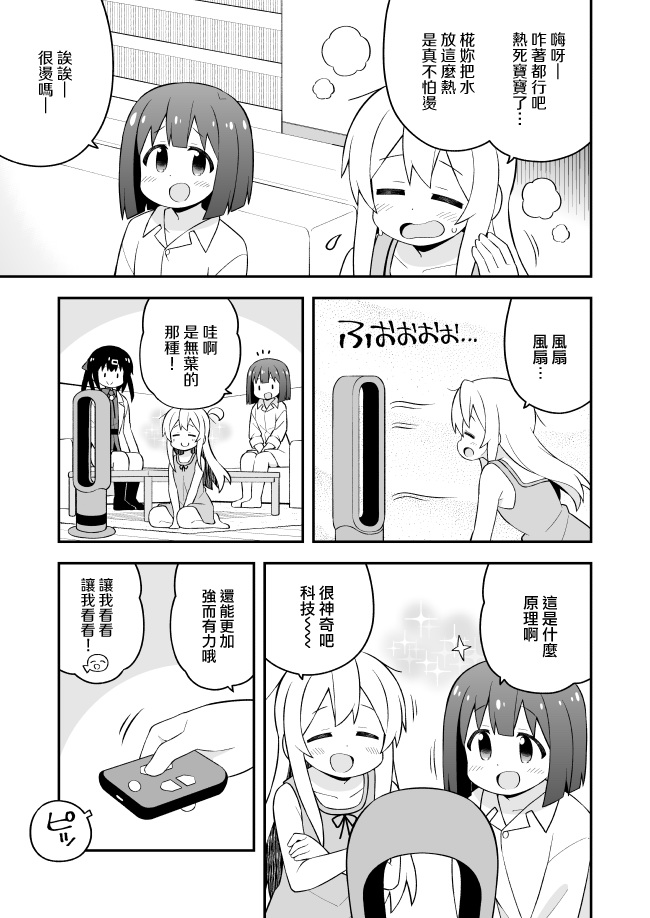 嗨呀—
咋著都行吧
熱死寶寶了…
椛妳把水
放這麼熱
是真不怕燙
誒誒—
很燙嗎—
風扇
風扇…
ふおおおお…
哇啊
是無葉的
那種！
這是什麼
原理啊
很神奇吧
科技~~~
還能更加
強而有力哦
讓我看看
讓我看看！
ピッ